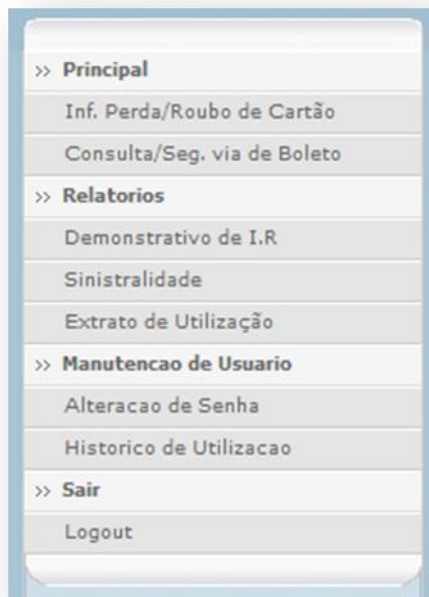 >> Principal
Inf. Perda/Roubo de Cartão
Consulta/Seg. via de Boleto
>> Relatorios
Demonstrativo de I.R
Sinistralidade
Extrato de Utilização
>> Manutencao de Usuario
Alteracao de Senha
Historico de Utilizacao
>> Sair
Logout